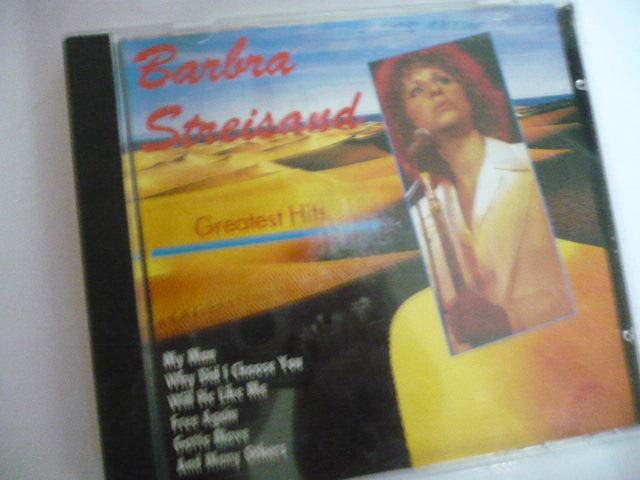 Barbra
Streisand
Greatest Hits
My Man
Why Did I Choose You
Will He Like Me
Free Again
Gotta Move
And Many Others